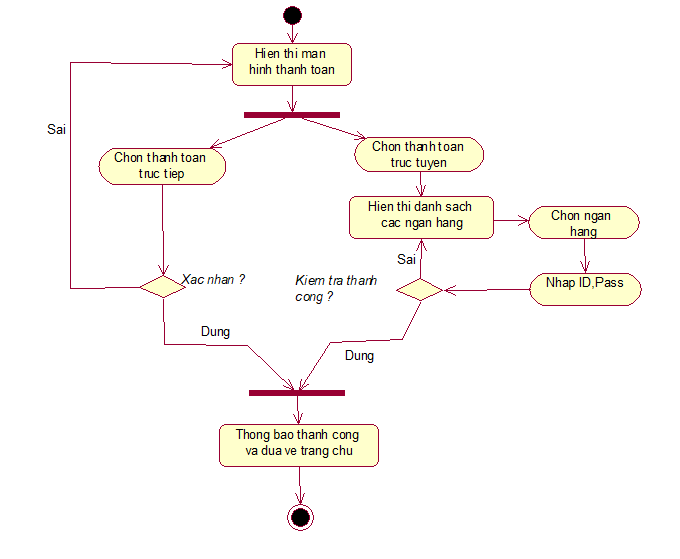 Hien thi man
hinh thanh toan
Sai
Chon thanh toan
truc tiep
Chon thanh toan
truc tuyen
Hien thi danh sach
cac ngan hang
Chon ngan
hang
Sai
Xac nhan ?
Kiem tra thanh
cong ?
Nhap ID,Pass
Dung
Dung
Thong bao thanh cong
va dua ve trang chu